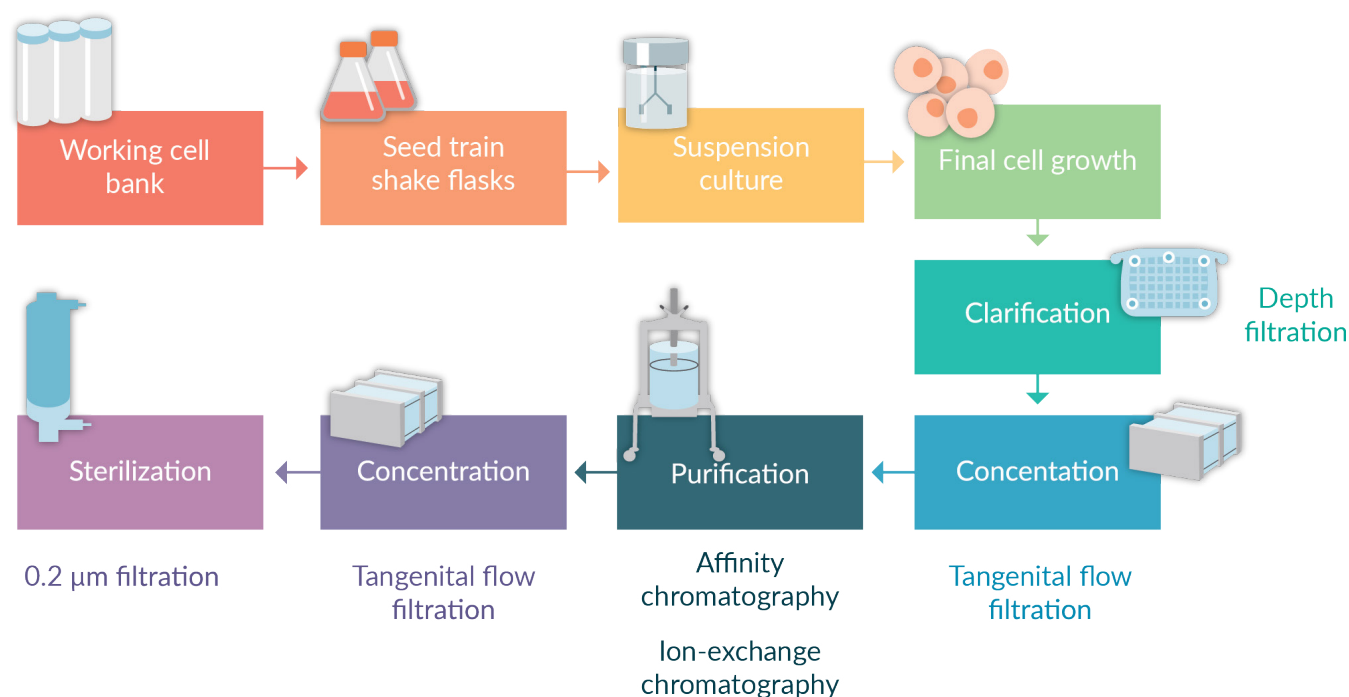 Working cell
bank
Seed train
shake flasks
Suspension
culture
Final cell growth
Clarification
Depth
filtration
Concentation
Tangenital flow
filtration
Purification
Affinity
chromatography
Ion-exchange
chromatography
Concentration
Tangenital flow
filtration
Sterilization
0.2 µm filtration